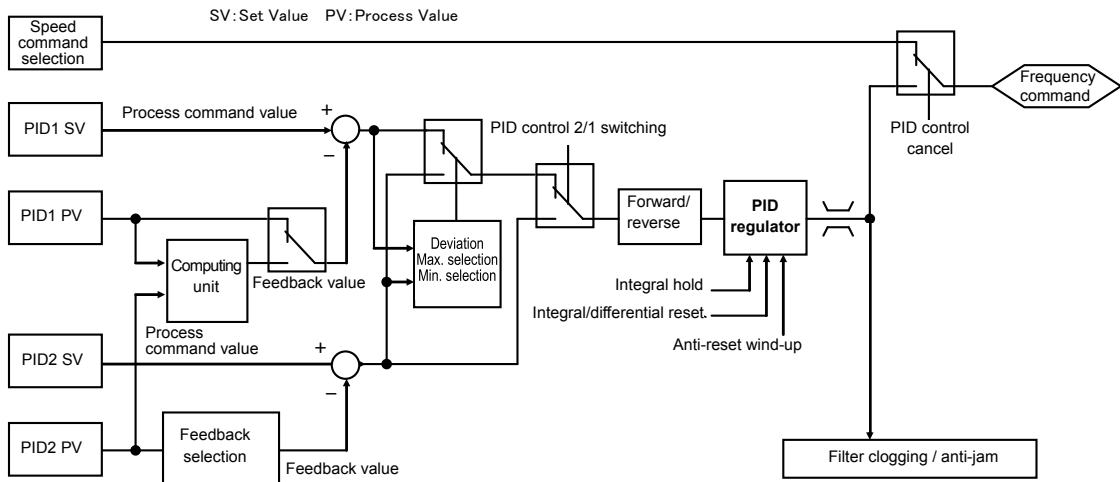 SV:Set Value PV:Process Value
Speed
command
selection
Frequency
command
PID control
cancel
PID1 SV
Process command value
+
−
PID control 2/1 switching
PID1 PV
Computing
unit
Feedback value
Deviation
Max. selection
Min. selection
Forward/
reverse
PID
regulator
Integral hold
Integral/differential reset.
Anti-reset wind-up
Process
command value
PID2 SV
+
−
PID2 PV
Feedback
selection
Feedback value
Filter clogging / anti-jam